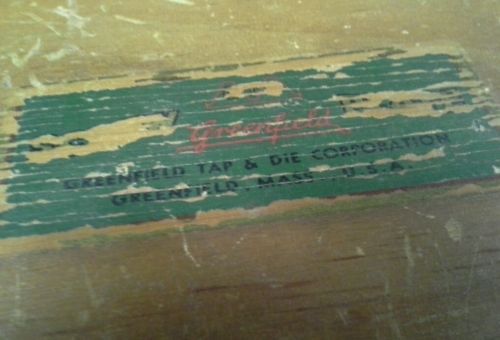 Greenfield
GREENFIELD TAP & DIE CORPORATION
GREENFIELD, MASS. U.S.A.